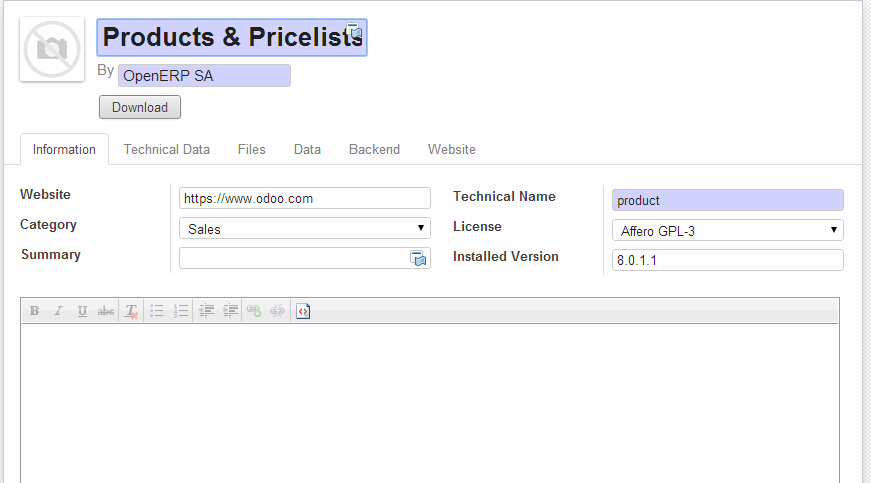 Products & Pricelists
By OpenERP SA
Download
Information Technical Data Files Data Backend Website
Website https://www.odoo.com Technical Name product
Category Sales License Affero GPL-3
Summary Installed Version 8.0.1.1
B I U abc T